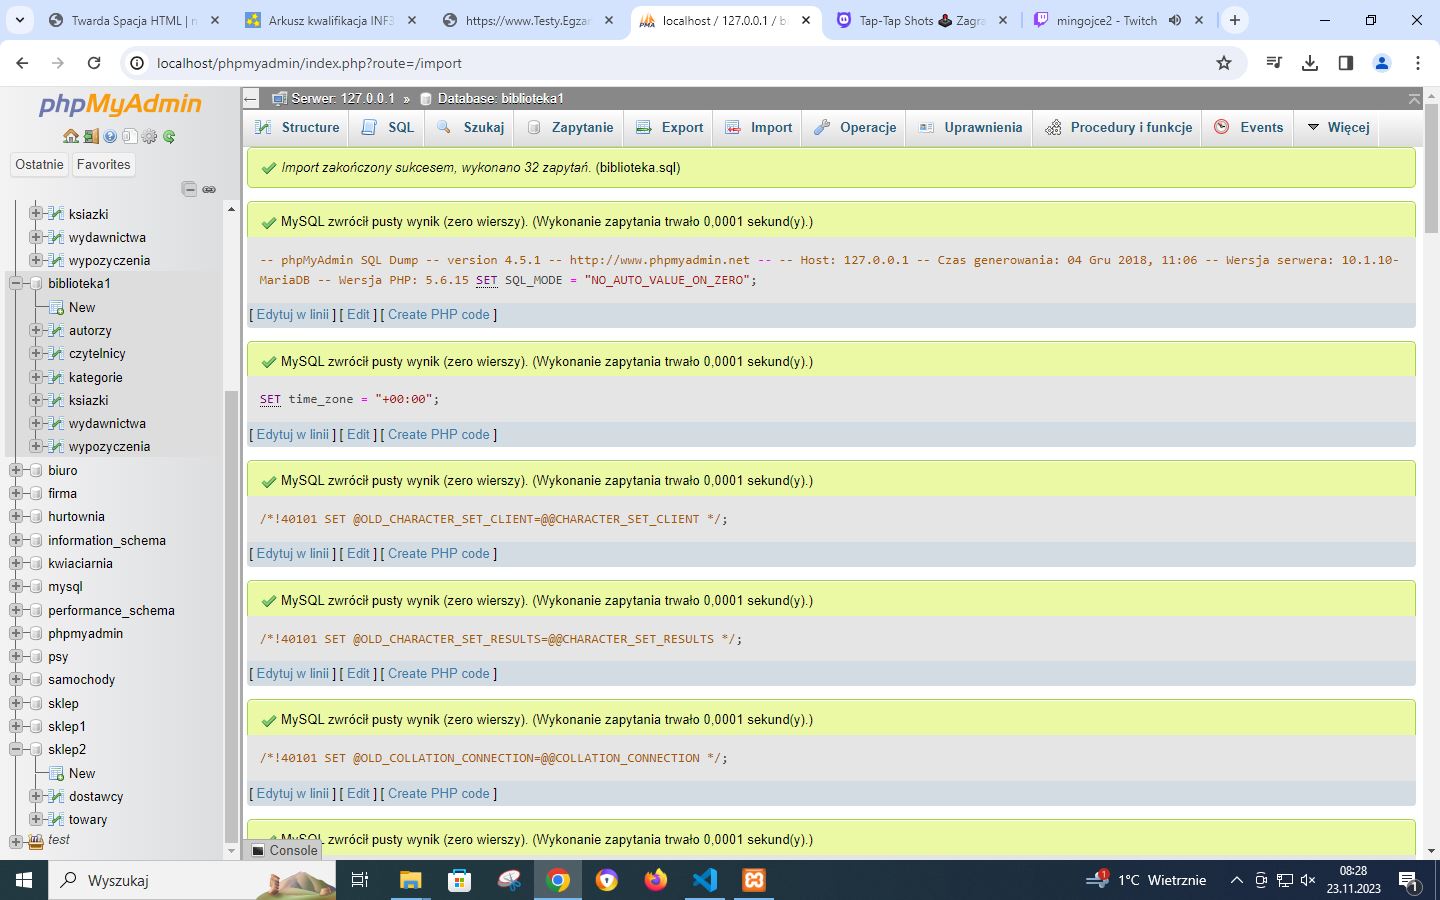 Twarda Spacja HTML | n
Arkusz kwalifikacja INF3
https://www.Testy.Egzar
localhost / 127.0.0.1 / b
Tap-Tap Shots 🕹️ Zagra
mingojce2 - Twitch
localhost/phpmyadmin/index.php?route=/import
phpMyAdmin
Ostatnie
Favorites
ksiazki
wydawnictwa
wypozyczenia
biblioteka1
New
autorzy
czytelnicy
kategorie
ksiazki
wydawnictwa
wypozyczenia
biuro
firma
hurtownia
information_schema
kwiaciarnia
mysql
performance_schema
phpmyadmin
psy
samochody
sklep
sklep1
sklep2
New
dostawcy
towary
test
Serwer: 127.0.0.1 » Database: biblioteka1
Structure SQL Szukaj Zapytanie Export Import Operacje Uprawnienia Procedury i funkcje Events Więcej
Import zakończony sukcesem, wykonano 32 zapytań. (biblioteka.sql)
MySQL zwrócił pusty wynik (zero wierszy). (Wykonanie zapytania trwało 0,0001 sekund(y).)
-- phpMyAdmin SQL Dump -- version 4.5.1 -- http://www.phpmyadmin.net -- -- Host: 127.0.0.1 -- Czas generowania: 04 Gru 2018, 11:06 -- Wersja serwera: 10.1.10-
MariaDB -- Wersja PHP: 5.6.15 SET SQL_MODE = "NO_AUTO_VALUE_ON_ZERO";
[ Edytuj w linii ] [ Edit ] [ Create PHP code ]
MySQL zwrócił pusty wynik (zero wierszy). (Wykonanie zapytania trwało 0,0001 sekund(y).)
SET time_zone = "+00:00";
[ Edytuj w linii ] [ Edit ] [ Create PHP code ]
MySQL zwrócił pusty wynik (zero wierszy). (Wykonanie zapytania trwało 0,0001 sekund(y).)
/*!40101 SET @OLD_CHARACTER_SET_CLIENT=@@CHARACTER_SET_CLIENT */;
[ Edytuj w linii ] [ Edit ] [ Create PHP code ]
MySQL zwrócił pusty wynik (zero wierszy). (Wykonanie zapytania trwało 0,0001 sekund(y).)
/*!40101 SET @OLD_CHARACTER_SET_RESULTS=@@CHARACTER_SET_RESULTS */;
[ Edytuj w linii ] [ Edit ] [ Create PHP code ]
MySQL zwrócił pusty wynik (zero wierszy). (Wykonanie zapytania trwało 0,0001 sekund(y).)
/*!40101 SET @OLD_COLLATION_CONNECTION=@@COLLATION_CONNECTION */;
[ Edytuj w linii ] [ Edit ] [ Create PHP code ]
MySQL zwrócił pusty wynik (zero wierszy). (Wykonanie zapytania trwało 0,0001 sekund(y).)
Console
Wyszukaj
1
1°C Wietrznie
08:28
23.11.2023
1